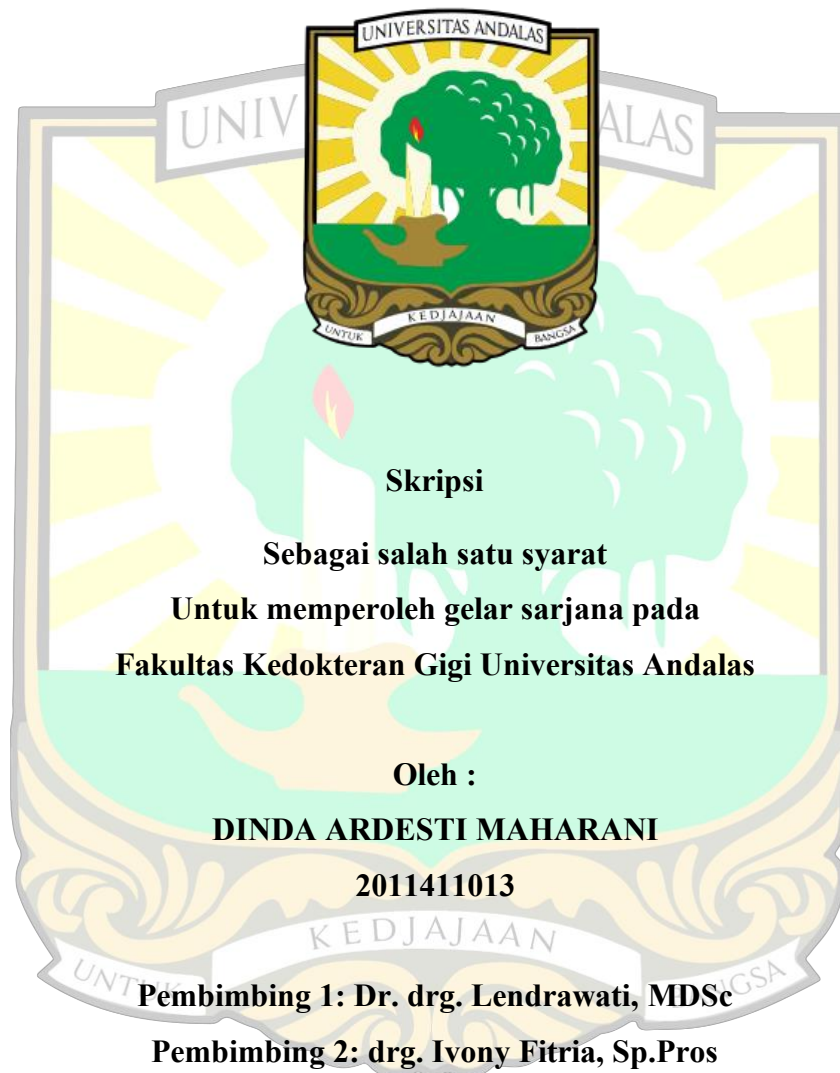 UNIVERSITAS ANDALAS
UNIV ALAS
UNTUK KEDJAJAAN BANGSA
Skripsi
Sebagai salah satu syarat
Untuk memperoleh gelar sarjana pada
Fakultas Kedokteran Gigi Universitas Andalas
Oleh :
DINDA ARDESTI MAHARANI
2011411013
KEDJAJAAN
Pembimbing 1: Dr. drg. Lendrawati, MDSc
Pembimbing 2: drg. Ivony Fitria, Sp.Pros